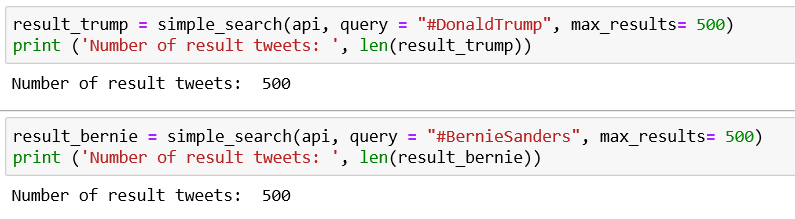 result_trump = simple_search(api, query = "#DonaldTrump", max_results= 500)
print ('Number of result tweets: ', len(result_trump))
Number of result tweets:  500
result_bernie = simple_search(api, query = "#BernieSanders", max_results= 500)
print ('Number of result tweets: ', len(result_bernie))
Number of result tweets:  500